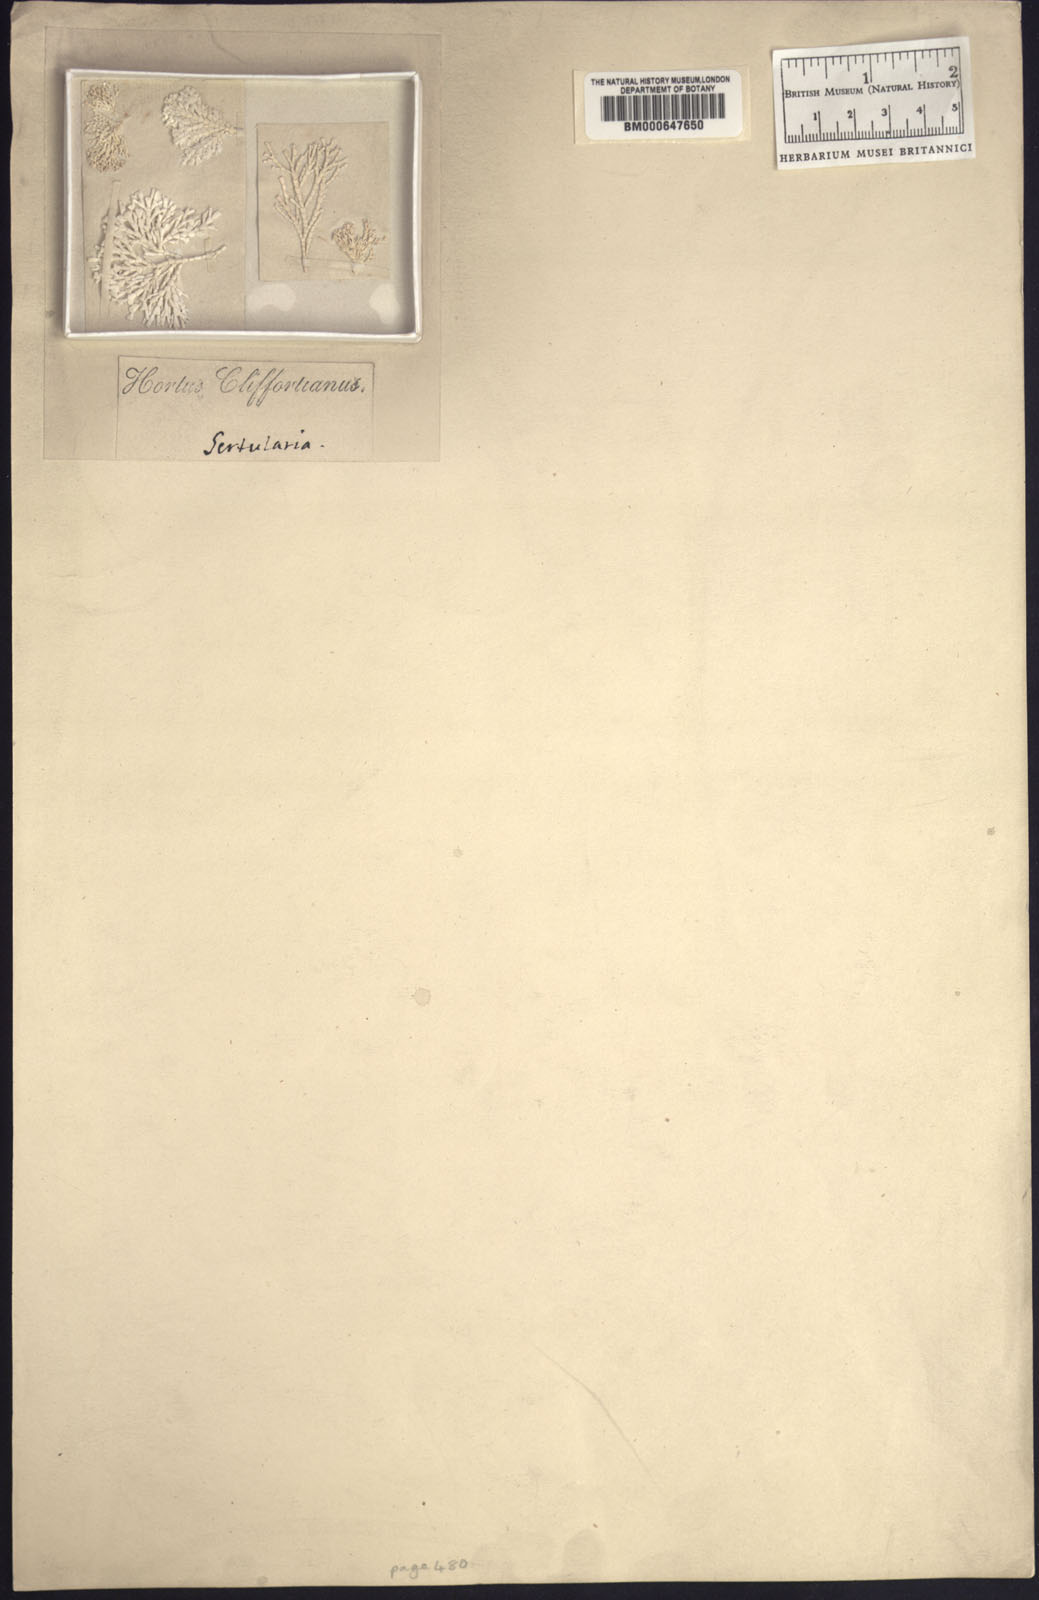 THE NATURAL HISTORY MUSEUM, LONDON
DEPARTMEMT OF BOTANY
BM000647650
1 2
BRITISH MUSEUM (NATURAL HISTORY)
1 2 3 4 5
HERBARIUM MUSEI BRITANNICI
Hortus Cliffortianus.
Sertularia.
page 480